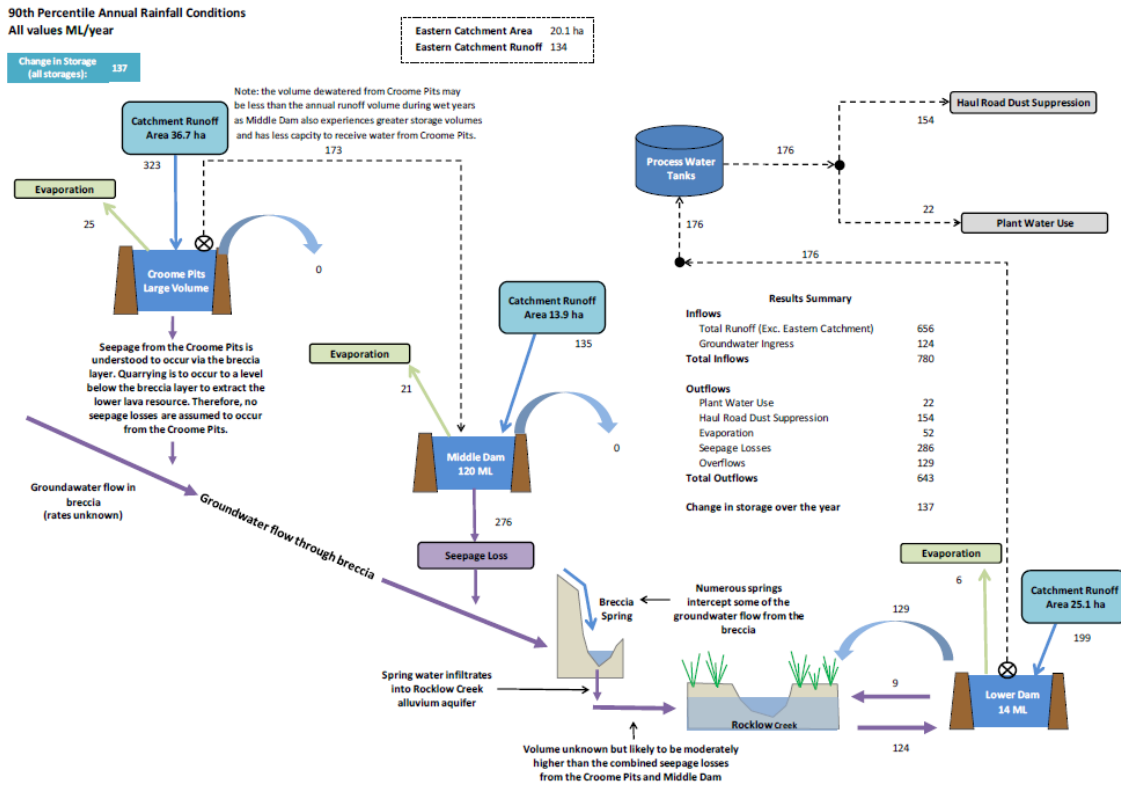 90th Percentile Annual Rainfall Conditions
All values ML/year
Eastern Catchment Area 20.1 ha
Eastern Catchment Runoff 134
Change in Storage
(all storages):
137
Note: the volume dewatered from Croome Pits may
be less than the annual runoff volume during wet years
as Middle Dam also experiences greater storage volumes
and has less capcity to receive water from Croome Pits.
Catchment Runoff
Area 36.7 ha
323
173
Evaporation
25
Croome Pits
Large Volume
0
Haul Road Dust Suppression
154
176
Process Water
Tanks
22
Plant Water Use
176
176
Seepage from the Croome Pits is
understood to occur via the breccia
layer. Quarrying is to occur to a level
below the breccia layer to extract the
lower lava resource. Therefore, no
seepage losses are assumed to occur
from the Croome Pits.
Catchment Runoff
Area 13.9 ha
135
Evaporation
21
Middle Dam
120 ML
0
276
Seepage Loss
Results Summary
Inflows
Total Runoff (Exc. Eastern Catchment) 656
Groundwater Ingress 124
Total Inflows 780
Outflows
Plant Water Use 22
Haul Road Dust Suppression 154
Evaporation 52
Seepage Losses 286
Overflows 129
Total Outflows 643
Change in storage over the year 137
Groundawater flow in
breccia
(rates unknown)
Groundwater flow through breccia
Breccia
Spring
Numerous springs
intercept some of the
groundwater flow from the
breccia
Evaporation
6
Catchment Runoff
Area 25.1 ha
199
129
Spring water infiltrates
into Rocklow Creek
alluvium aquifer
Rocklow Creek
9
124
Lower Dam
14 ML
Volume unknown but likely to be moderately
higher than the combined seepage losses
from the Croome Pits and Middle Dam